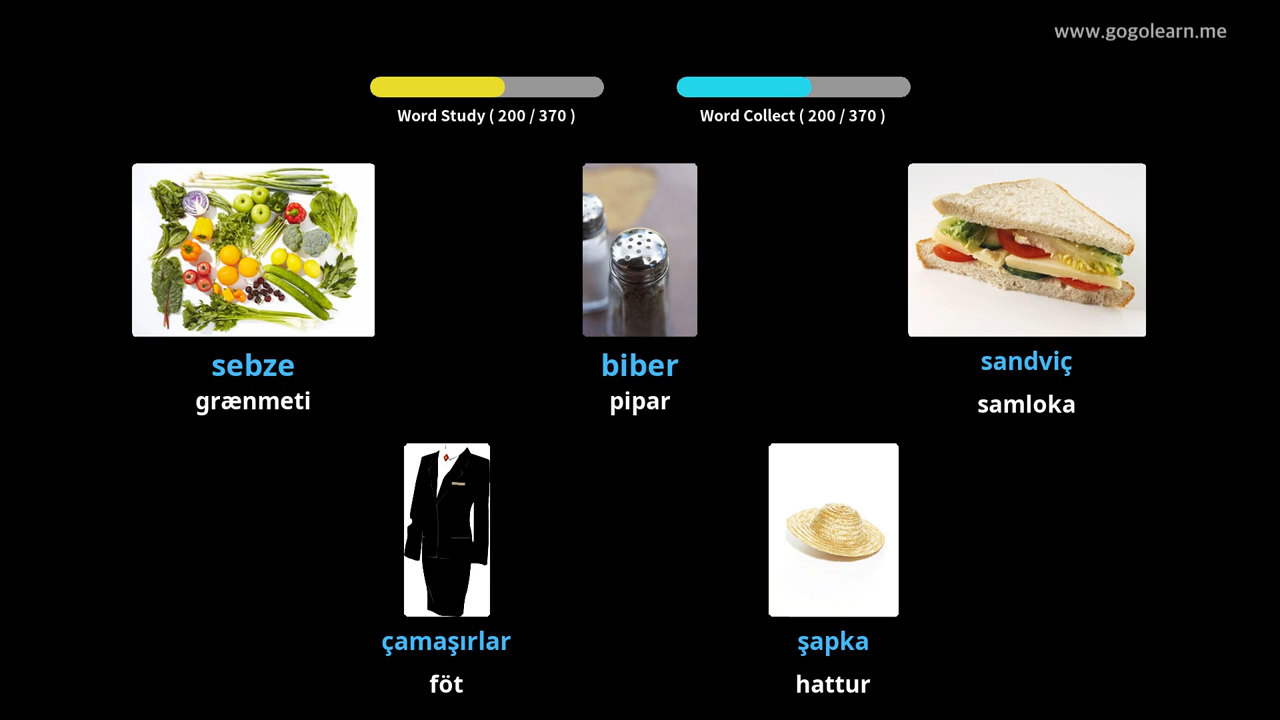 www.gogolearn.me
Word Study ( 200 / 370 )
Word Collect ( 200 / 370 )
sebze
grænmeti
biber
pipar
sandviç
samloka
çamaşırlar
föt
şapka
hattur